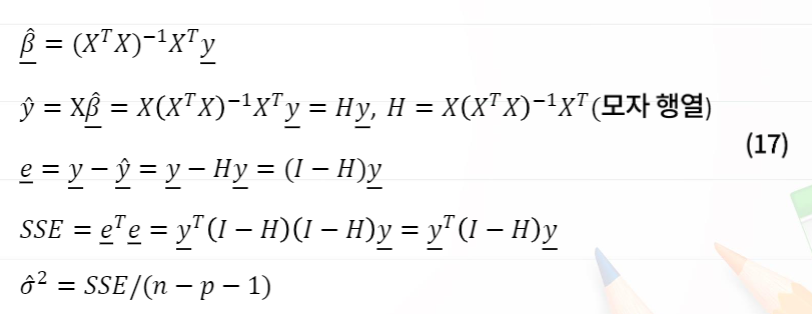 β̂ = (XᵀX)⁻¹Xᵀy
ŷ = Xβ̂ = X(XᵀX)⁻¹Xᵀy = Hy, H = X(XᵀX)⁻¹Xᵀ(모자 행렬)
(17)
e = y − ŷ = y − Hy = (I − H)y
SSE = eᵀe = yᵀ(I − H)(I − H)y = yᵀ(I − H)y
σ̂² = SSE/(n − p − 1)